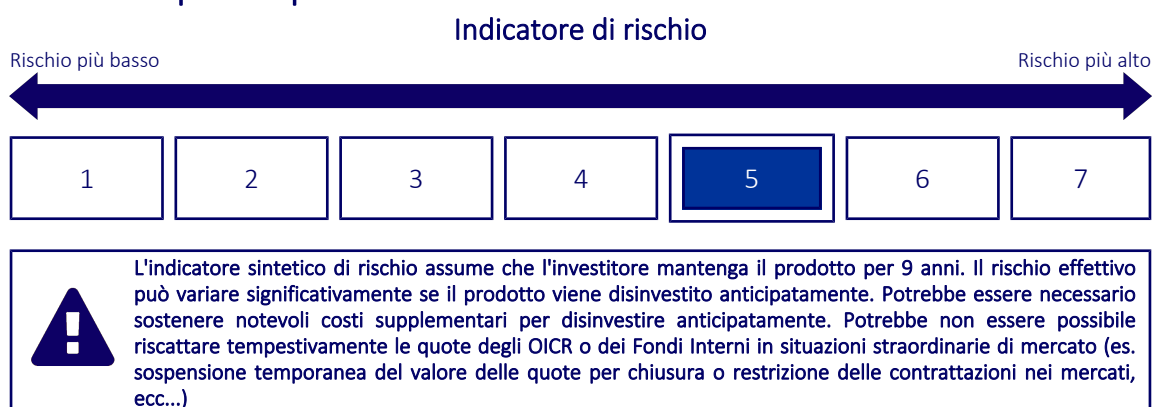 Indicatore di rischio
Rischio più basso
Rischio più alto
1 2 3 4 5 6 7
L'indicatore sintetico di rischio assume che l'investitore mantenga il prodotto per 9 anni. Il rischio effettivo
può variare significativamente se il prodotto viene disinvestito anticipatamente. Potrebbe essere necessario
sostenere notevoli costi supplementari per disinvestire anticipatamente. Potrebbe non essere possibile
riscattare tempestivamente le quote degli OICR o dei Fondi Interni in situazioni straordinarie di mercato (es.
sospensione temporanea del valore delle quote per chiusura o restrizione delle contrattazioni nei mercati,
ecc...)